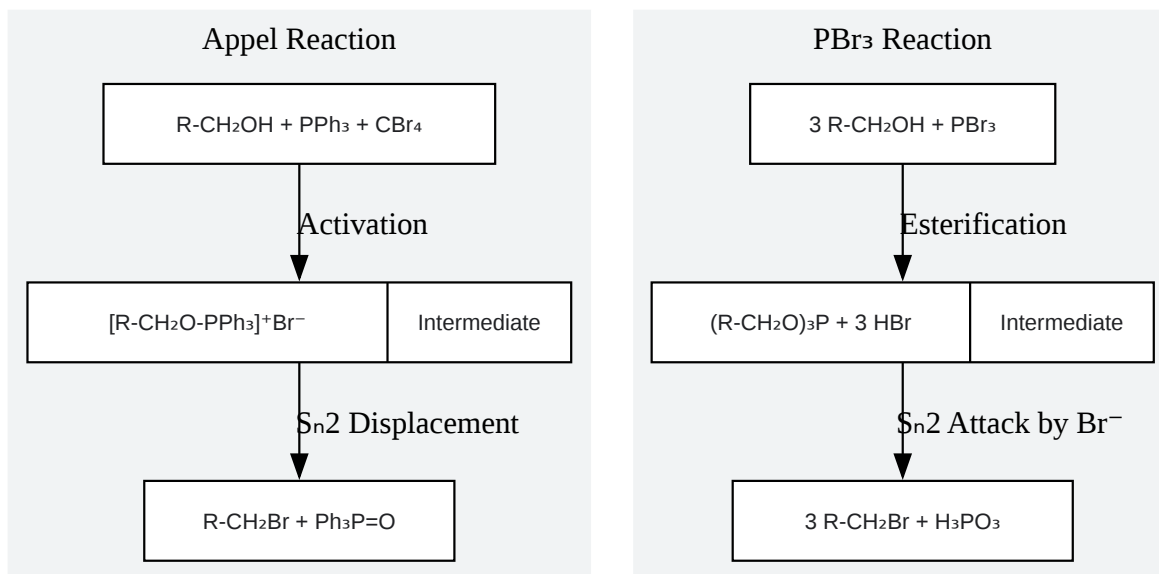 Appel Reaction
R-CH₂OH + PPh₃ + CBr₄
Activation
[R-CH₂O-PPh₃]⁺Br⁻
Intermediate
Sₙ2 Displacement
R-CH₂Br + Ph₃P=O
PBr₃ Reaction
3 R-CH₂OH + PBr₃
Esterification
(R-CH₂O)₃P + 3 HBr
Intermediate
Sₙ2 Attack by Br⁻
3 R-CH₂Br + H₃PO₃